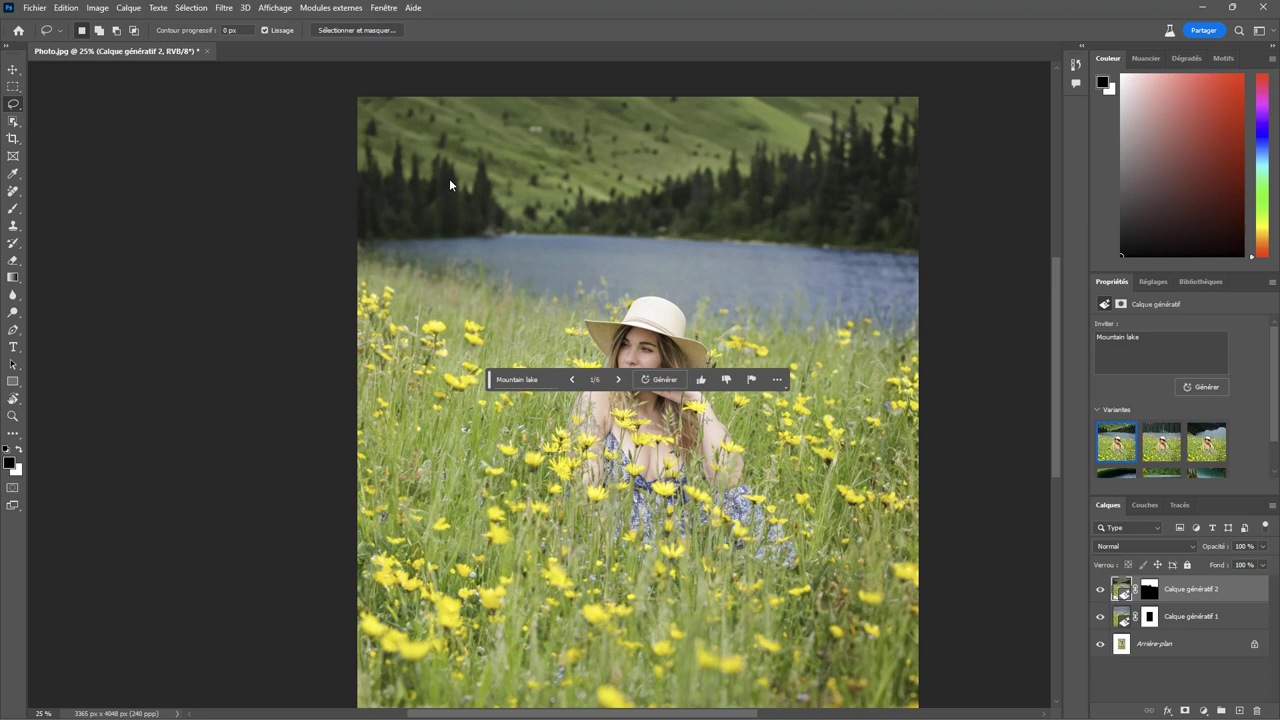 Ps Fichier Edition Image Calque Texte Sélection Filtre 3D Affichage Modules externes Fenêtre Aide
Contour progressif : 0 px Lissage Sélectionner et masquer... Partager
Photo.jpg @ 25% (Calque génératif 2, RVB/8*) * ×
Couleur Nuancier Dégradés Motifs
Propriétés Réglages Bibliothèques
Calque génératif
Inviter :
Mountain lake
Générer
Mountain lake 1/6 Générer
Variantes
Calques Couches Tracés
Type
Normal Opacité : 100 %
Verrou : Fond : 100 %
Calque génératif 2
Calque génératif 1
Arrière-plan
25 % 3365 px x 4048 px (240 ppp)